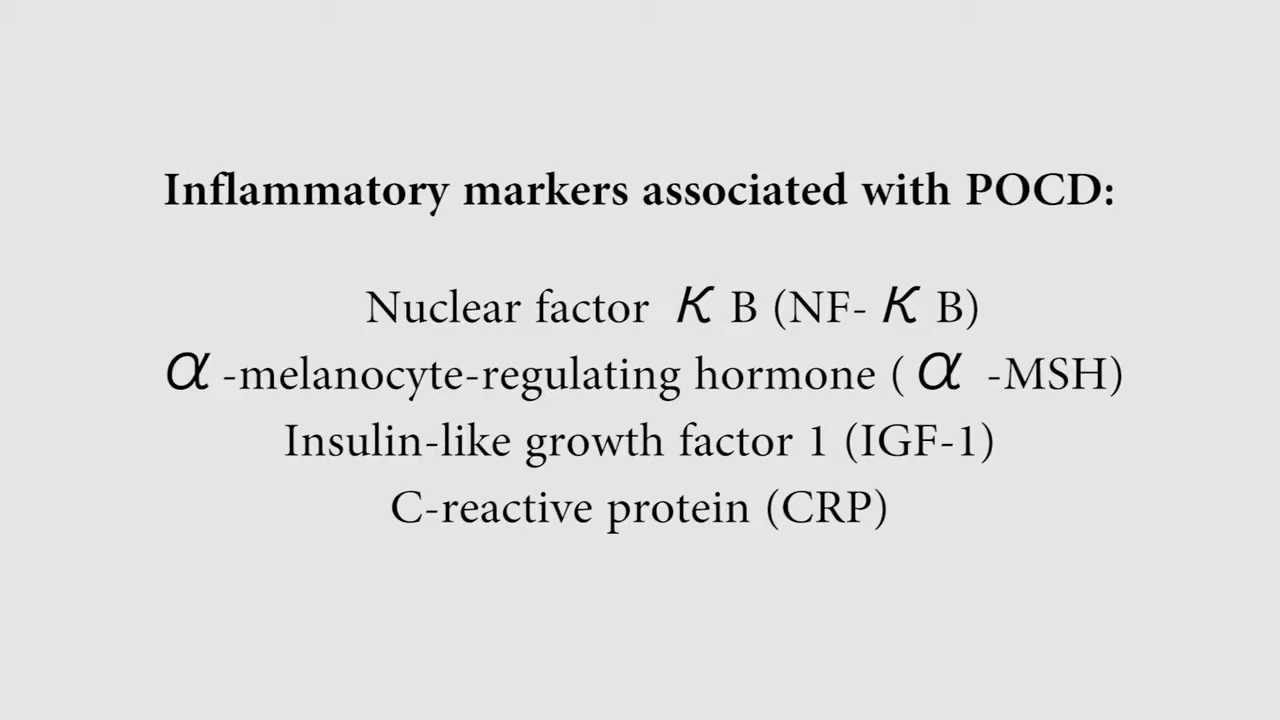 Inflammatory markers associated with POCD:
Nuclear factor κ B (NF- κ B)
α -melanocyte-regulating hormone ( α -MSH)
Insulin-like growth factor 1 (IGF-1)
C-reactive protein (CRP)